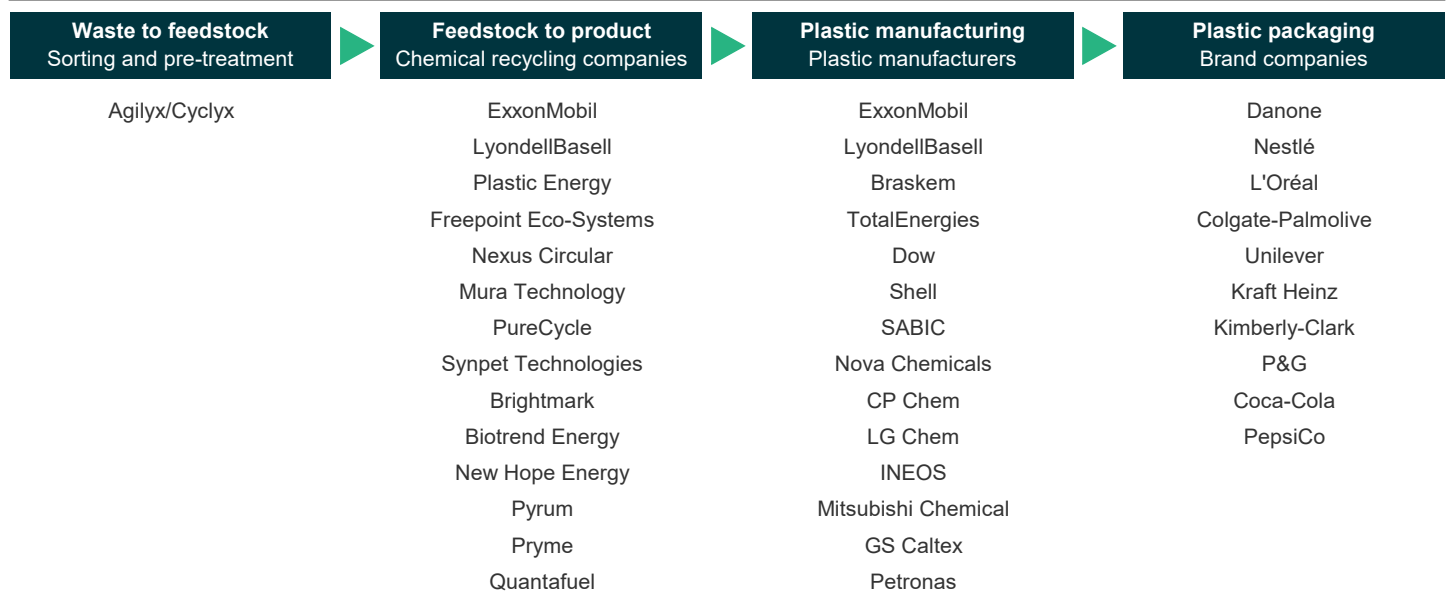 Waste to feedstock
Sorting and pre-treatment
Feedstock to product
Chemical recycling companies
Plastic manufacturing
Plastic manufacturers
Plastic packaging
Brand companies
Agilyx/Cyclyx
ExxonMobil
LyondellBasell
Plastic Energy
Freepoint Eco-Systems
Nexus Circular
Mura Technology
PureCycle
Synpet Technologies
Brightmark
Biotrend Energy
New Hope Energy
Pyrum
Pryme
Quantafuel
ExxonMobil
LyondellBasell
Braskem
TotalEnergies
Dow
Shell
SABIC
Nova Chemicals
CP Chem
LG Chem
INEOS
Mitsubishi Chemical
GS Caltex
Petronas
Danone
Nestlé
L'Oréal
Colgate-Palmolive
Unilever
Kraft Heinz
Kimberly-Clark
P&G
Coca-Cola
PepsiCo